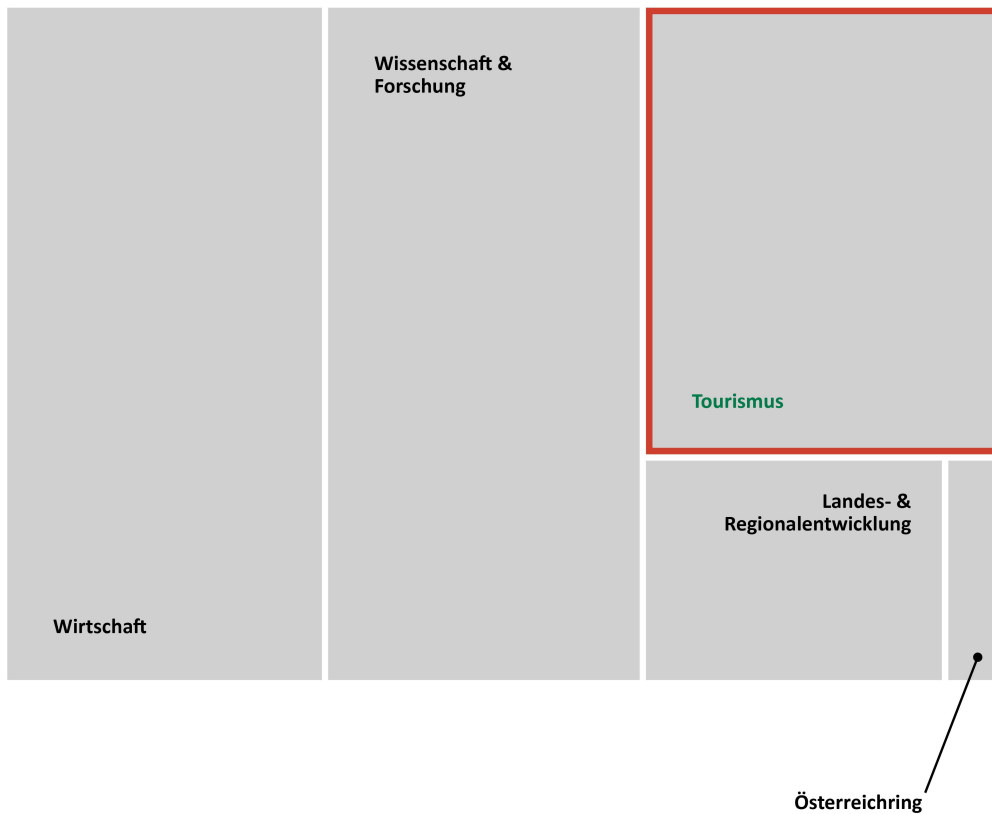 Wissenschaft &
Forschung
Tourismus
Landes- &
Regionalentwicklung
Wirtschaft
Österreichring